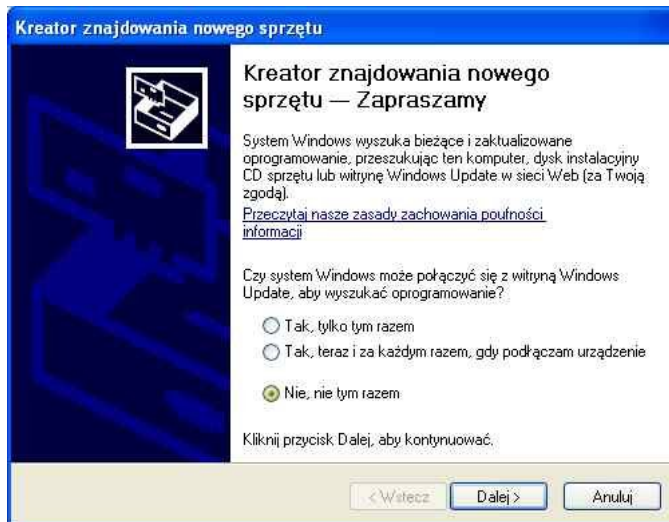 Kreator znajdowania nowego sprzętu
Kreator znajdowania nowego
sprzętu — Zapraszamy
System Windows wyszuka bieżące i zaktualizowane
oprogramowanie, przeszukując ten komputer, dysk instalacyjny
CD sprzętu lub witrynę Windows Update w sieci Web (za Twoją
zgodą).
Przeczytaj nasze zasady zachowania poufności
informacji
Czy system Windows może połączyć się z witryną Windows
Update, aby wyszukać oprogramowanie?
Tak, tylko tym razem
Tak, teraz i za każdym razem, gdy podłączam urządzenie
Nie, nie tym razem
Kliknij przycisk Dalej, aby kontynuować.
< Wstecz Dalej > Anuluj